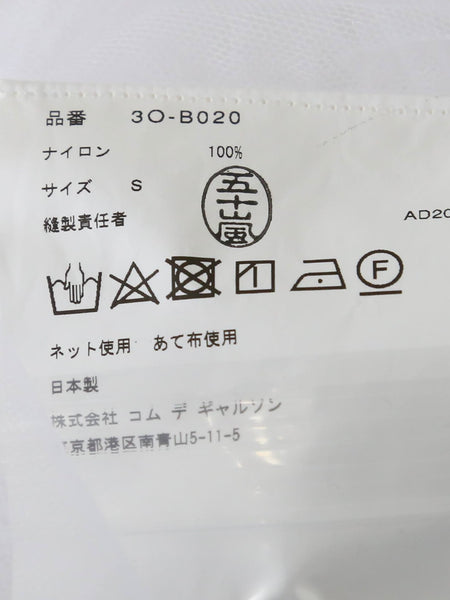 品番 3O-B020
ナイロン 100%
サイズ S
縫製責任者 五十嵐
AD20
F
ネット使用 あて布使用
日本製
株式会社 コム デ ギャルソン
京都港区南青山5-11-5